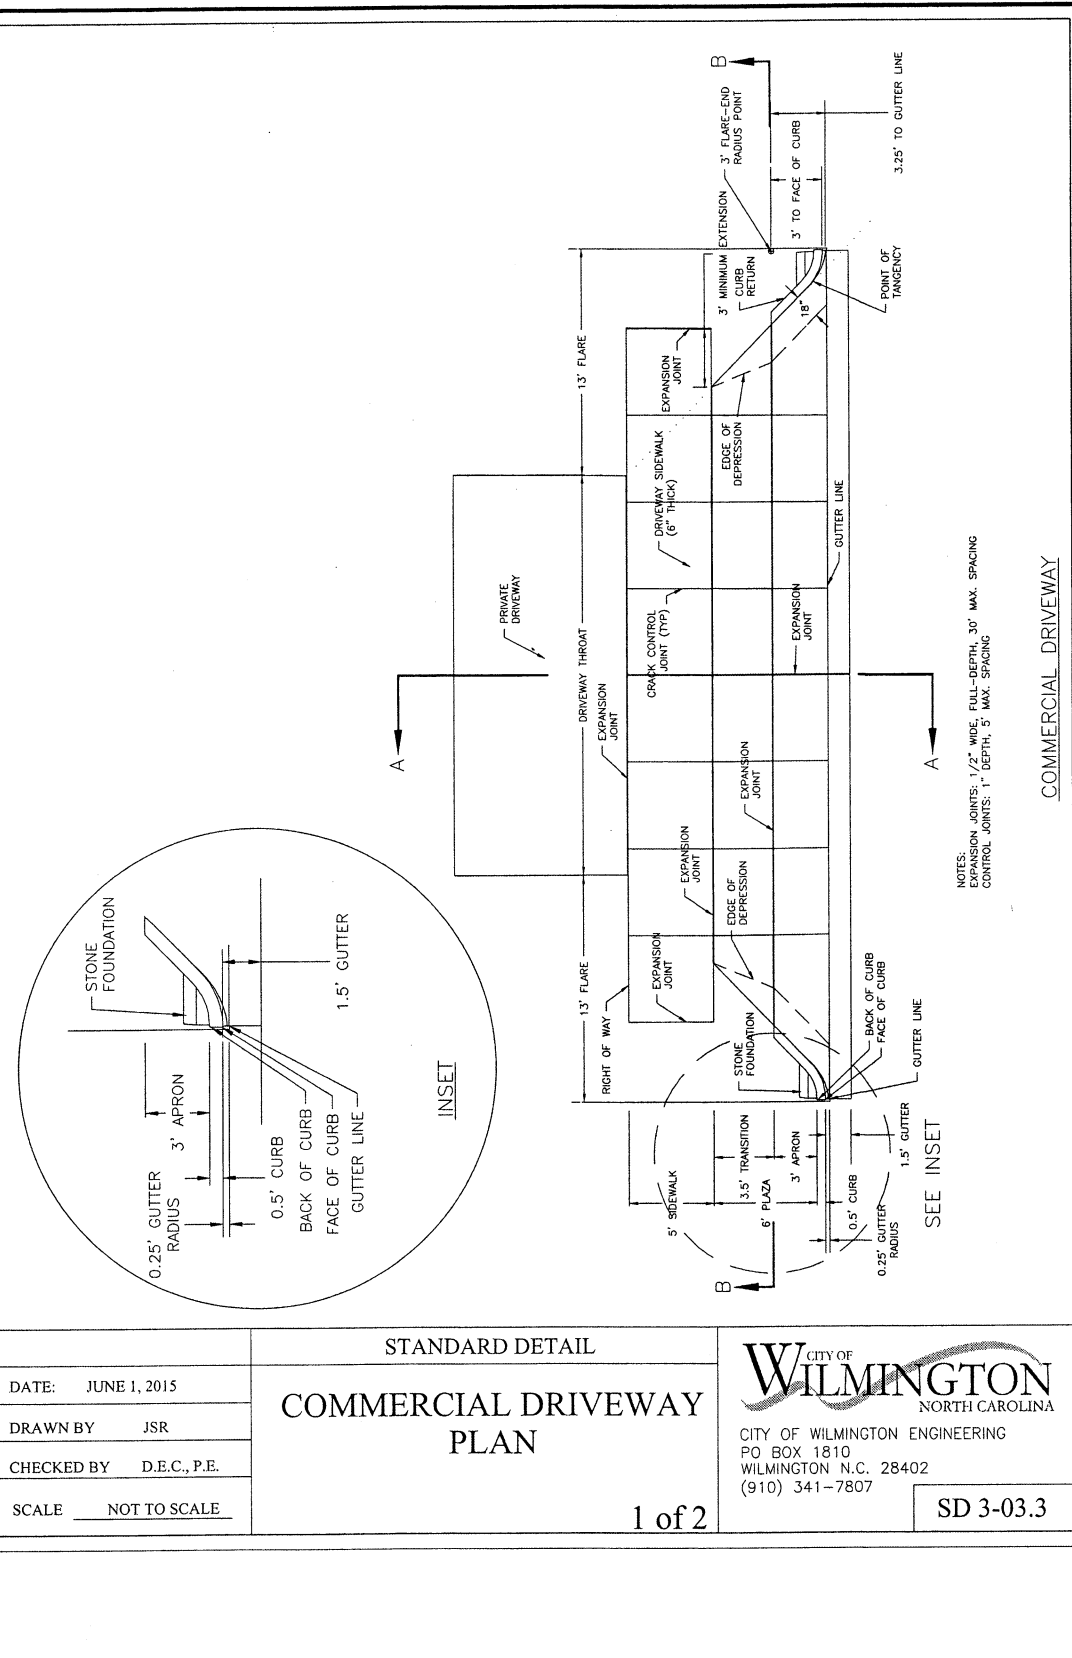 B
3' FLARE-END
RADIUS POINT
3' MINIMUM EXTENSION
CURB
RETURN
3' TO FACE OF CURB
3.25' TO GUTTER LINE
POINT OF
TANGENCY
18"
13' FLARE
EXPANSION
JOINT
EDGE OF
DEPRESSION
DRIVEWAY SIDEWALK
(6" THICK)
GUTTER LINE
PRIVATE
DRIVEWAY
DRIVEWAY THROAT
CRACK CONTROL
JOINT (TYP)
EXPANSION
JOINT
EXPANSION
JOINT
A
A
EXPANSION
JOINT
EXPANSION
JOINT
EDGE OF
DEPRESSION
EXPANSION
JOINT
13' FLARE
RIGHT OF WAY
STONE
FOUNDATION
BACK OF CURB
FACE OF CURB
GUTTER LINE
5' SIDEWALK
3.5' TRANSITION
6' PLAZA
3' APRON
0.5' CURB
1.5' GUTTER
0.25' GUTTER
RADIUS
B
SEE INSET
NOTES:
EXPANSION JOINTS: 1/2" WIDE, FULL-DEPTH, 30' MAX. SPACING
CONTROL JOINTS: 1" DEPTH, 5' MAX. SPACING
COMMERCIAL DRIVEWAY
STONE
FOUNDATION
1.5' GUTTER
3' APRON
0.25' GUTTER
RADIUS
0.5' CURB
BACK OF CURB
FACE OF CURB
GUTTER LINE
INSET
STANDARD DETAIL
COMMERCIAL DRIVEWAY
PLAN
1 of 2
DATE: JUNE 1, 2015
DRAWN BY JSR
CHECKED BY D.E.C., P.E.
SCALE NOT TO SCALE
CITY OF
WILMINGTON
NORTH CAROLINA
CITY OF WILMINGTON ENGINEERING
PO BOX 1810
WILMINGTON N.C. 28402
(910) 341-7807
SD 3-03.3